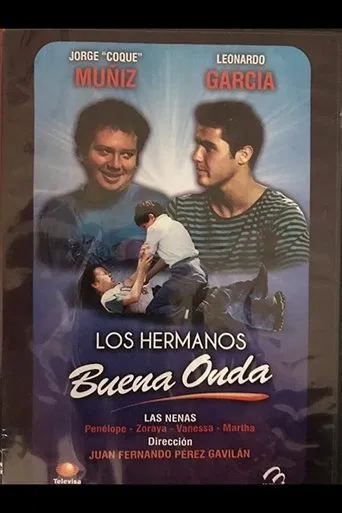 JORGE "COQUE"
MUÑIZ
LEONARDO
GARCIA
LOS HERMANOS
Buena Onda
LAS NENAS
Penélope - Zoraya - Vanessa - Martha
Dirección
JUAN FERNANDO PÉREZ GAVILÁN
Televisa